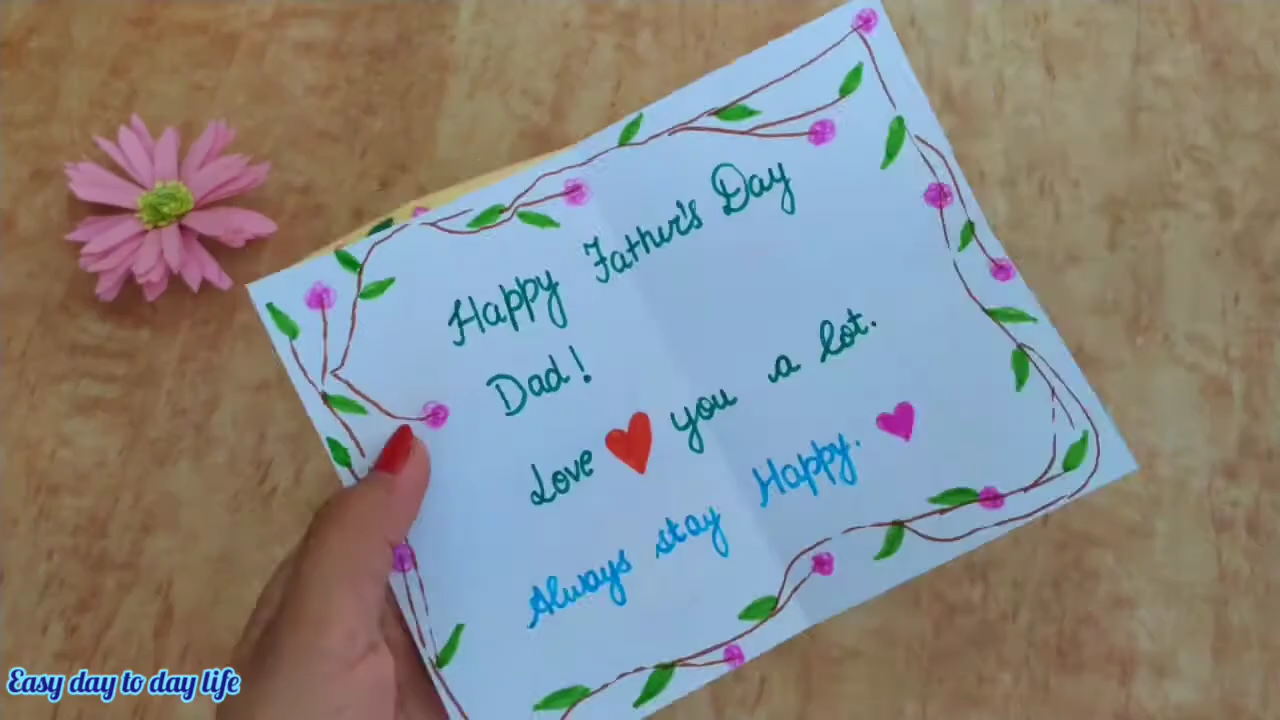 Happy Father's Day
Dad!
Love you a lot.
Always stay Happy.
Easy day to day life